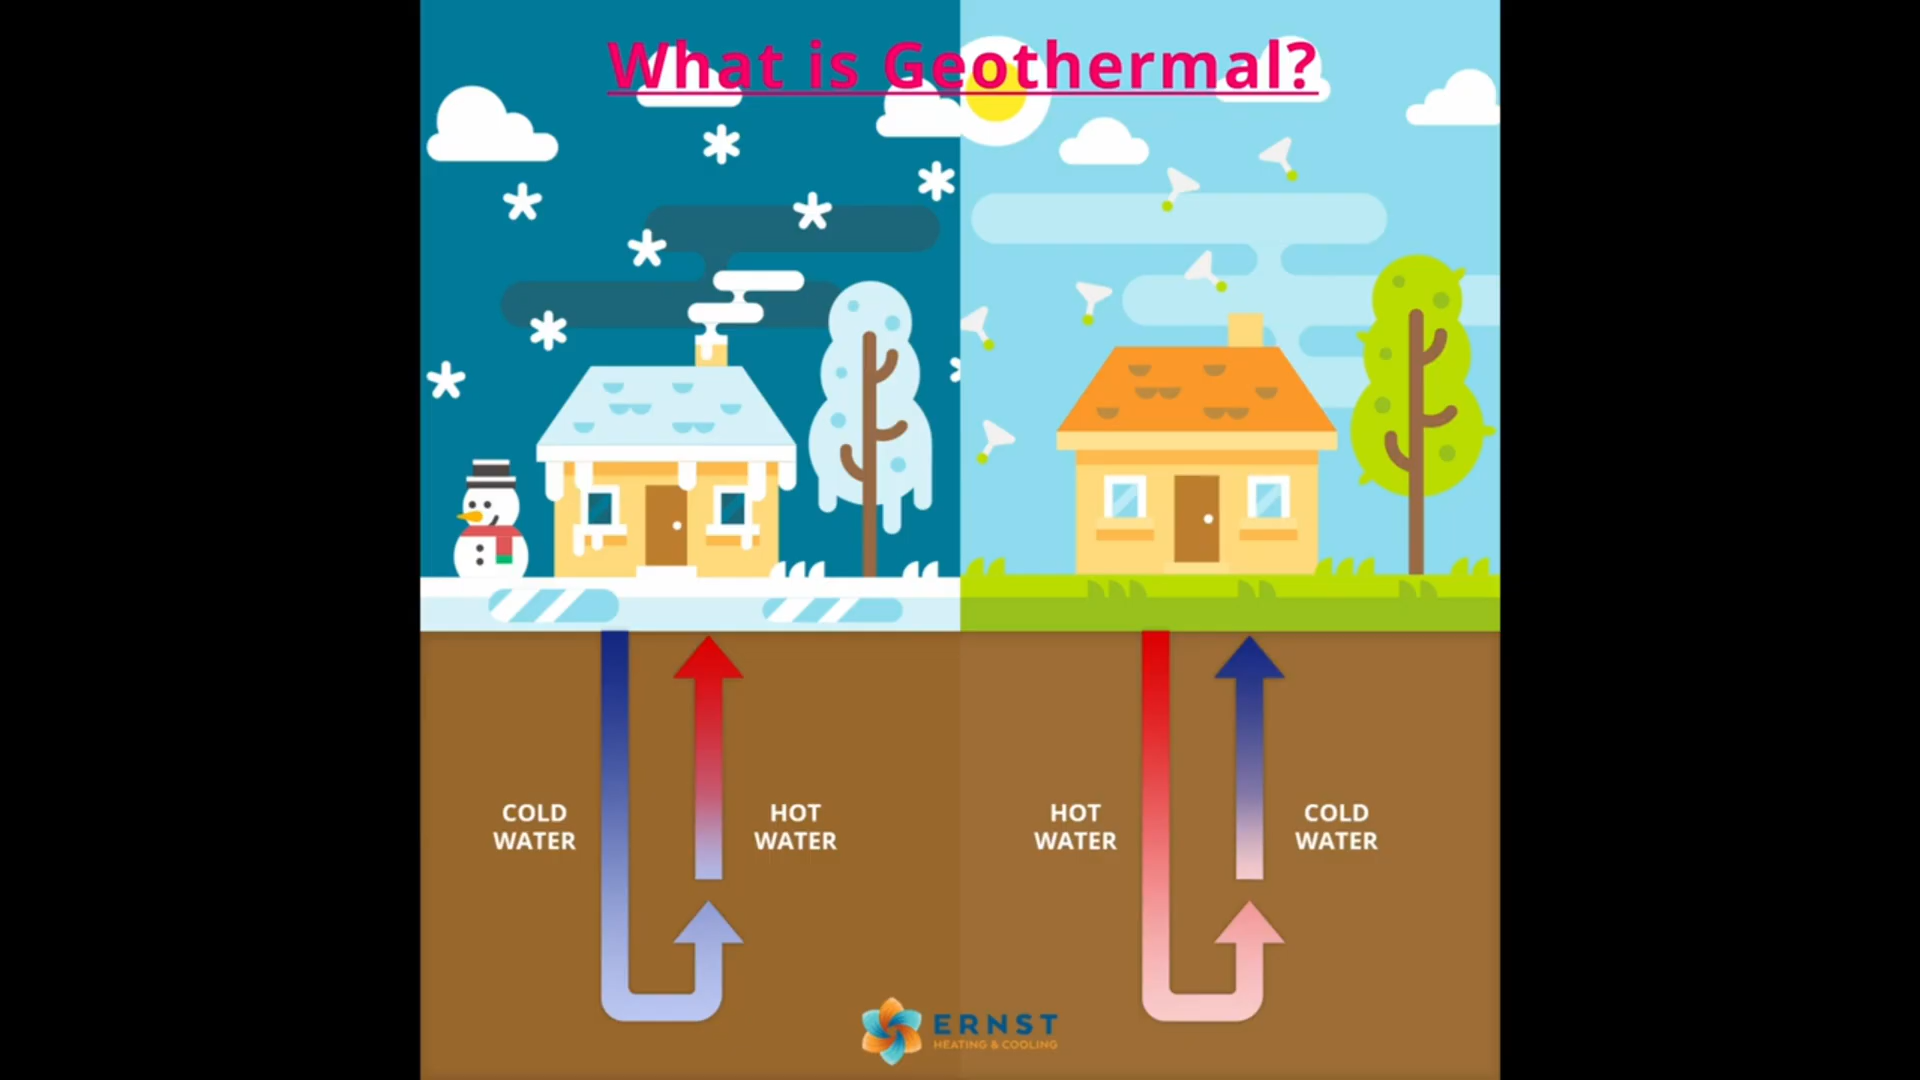 What is Geothermal?
COLD
WATER
HOT
WATER
HOT
WATER
COLD
WATER
ERNST
HEATING & COOLING